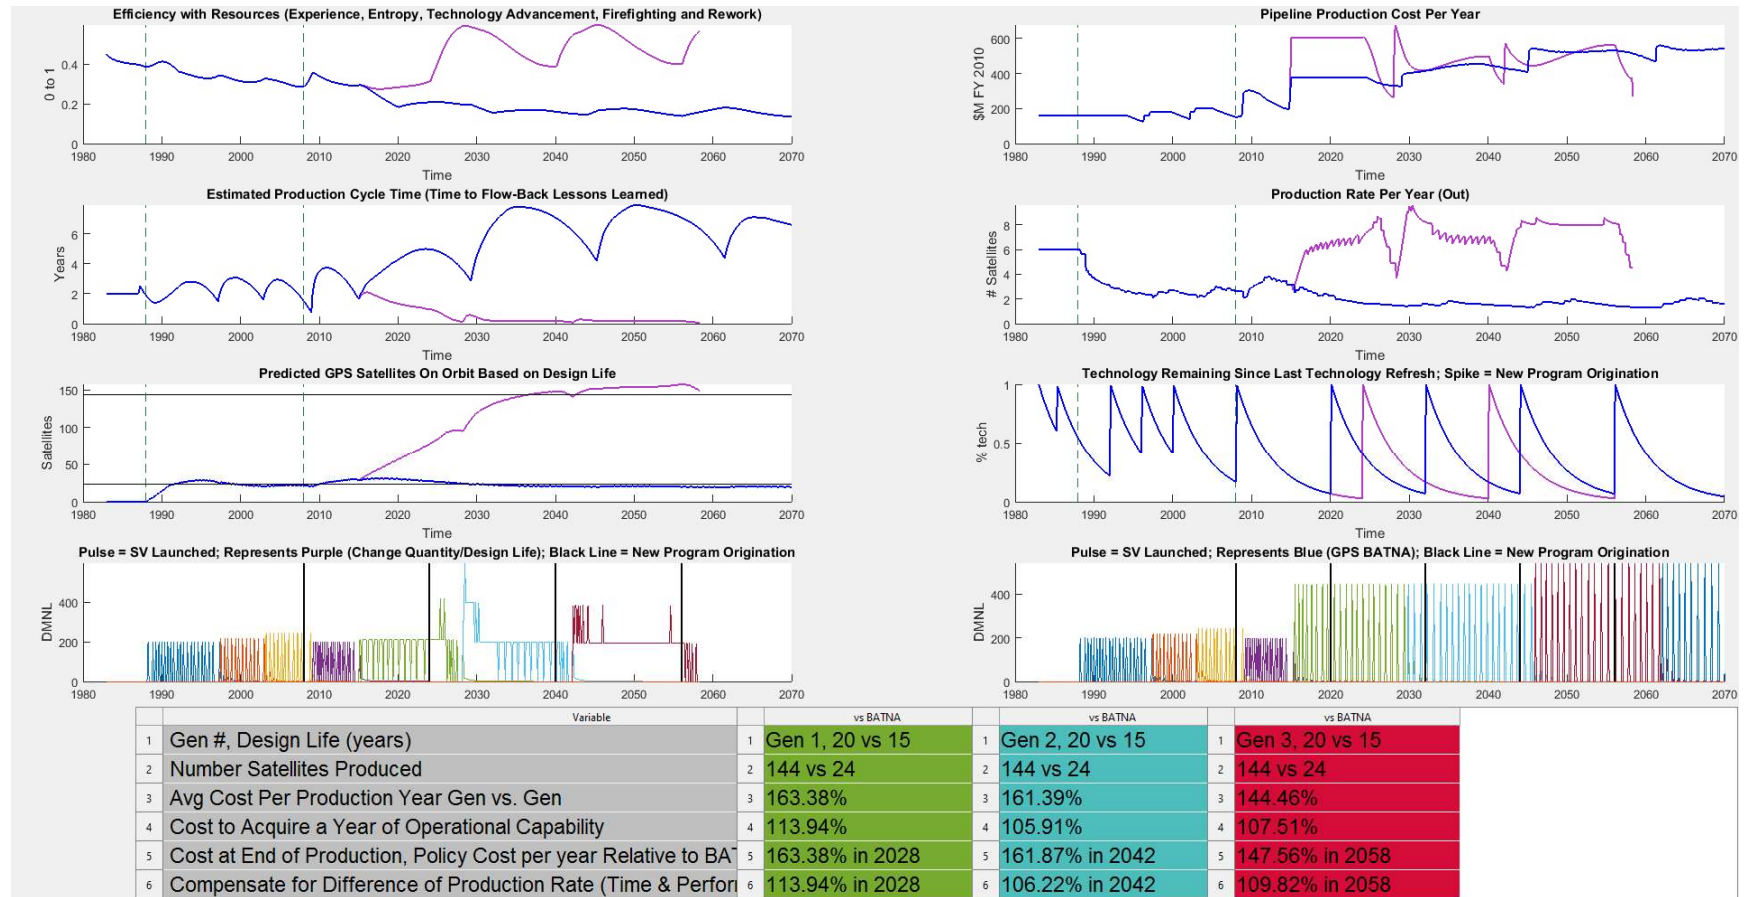 Efficiency with Resources (Experience, Entropy, Technology Advancement, Firefighting and Rework)
0 to 1
0.4
0.2
0
1980 1990 2000 2010 2020 2030 2040 2050 2060 2070
Time
Pipeline Production Cost Per Year
$M FY 2010
600
400
200
0
1980 1990 2000 2010 2020 2030 2040 2050 2060 2070
Time
Estimated Production Cycle Time (Time to Flow-Back Lessons Learned)
Years
6
4
2
0
1980 1990 2000 2010 2020 2030 2040 2050 2060 2070
Time
Production Rate Per Year (Out)
# Satellites
8
6
4
2
0
1980 1990 2000 2010 2020 2030 2040 2050 2060 2070
Time
Predicted GPS Satellites On Orbit Based on Design Life
Satellites
150
100
50
0
1980 1990 2000 2010 2020 2030 2040 2050 2060 2070
Time
Technology Remaining Since Last Technology Refresh; Spike = New Program Origination
% tech
1
0.5
0
1980 1990 2000 2010 2020 2030 2040 2050 2060 2070
Time
Pulse = SV Launched; Represents Purple (Change Quantity/Design Life); Black Line = New Program Origination
DMNL
400
200
0
1980 1990 2000 2010 2020 2030 2040 2050 2060 2070
Pulse = SV Launched; Represents Blue (GPS BATNA); Black Line = New Program Origination
DMNL
400
200
0
1980 1990 2000 2010 2020 2030 2040 2050 2060 2070
Variable vs BATNA vs BATNA vs BATNA
1 Gen #, Design Life (years) 1 Gen 1, 20 vs 15 1 Gen 2, 20 vs 15 1 Gen 3, 20 vs 15
2 Number Satellites Produced 2 144 vs 24 2 144 vs 24 2 144 vs 24
3 Avg Cost Per Production Year Gen vs. Gen 3 163.38% 3 161.39% 3 144.46%
4 Cost to Acquire a Year of Operational Capability 4 113.94% 4 105.91% 4 107.51%
5 Cost at End of Production, Policy Cost per year Relative to BAT 5 163.38% in 2028 5 161.87% in 2042 5 147.56% in 2058
6 Compensate for Difference of Production Rate (Time & Perforr 6 113.94% in 2028 6 106.22% in 2042 6 109.82% in 2058